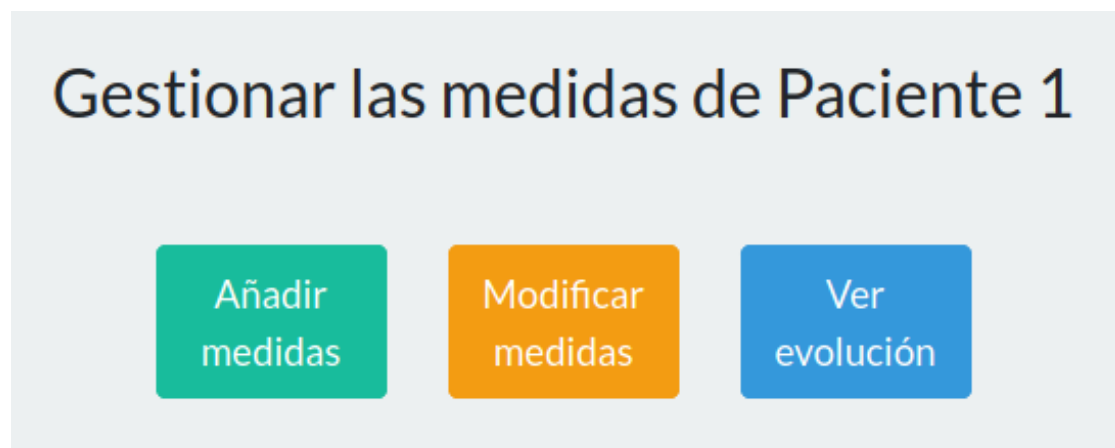 Gestionar las medidas de Paciente 1
Añadir
medidas
Modificar
medidas
Ver
evolución